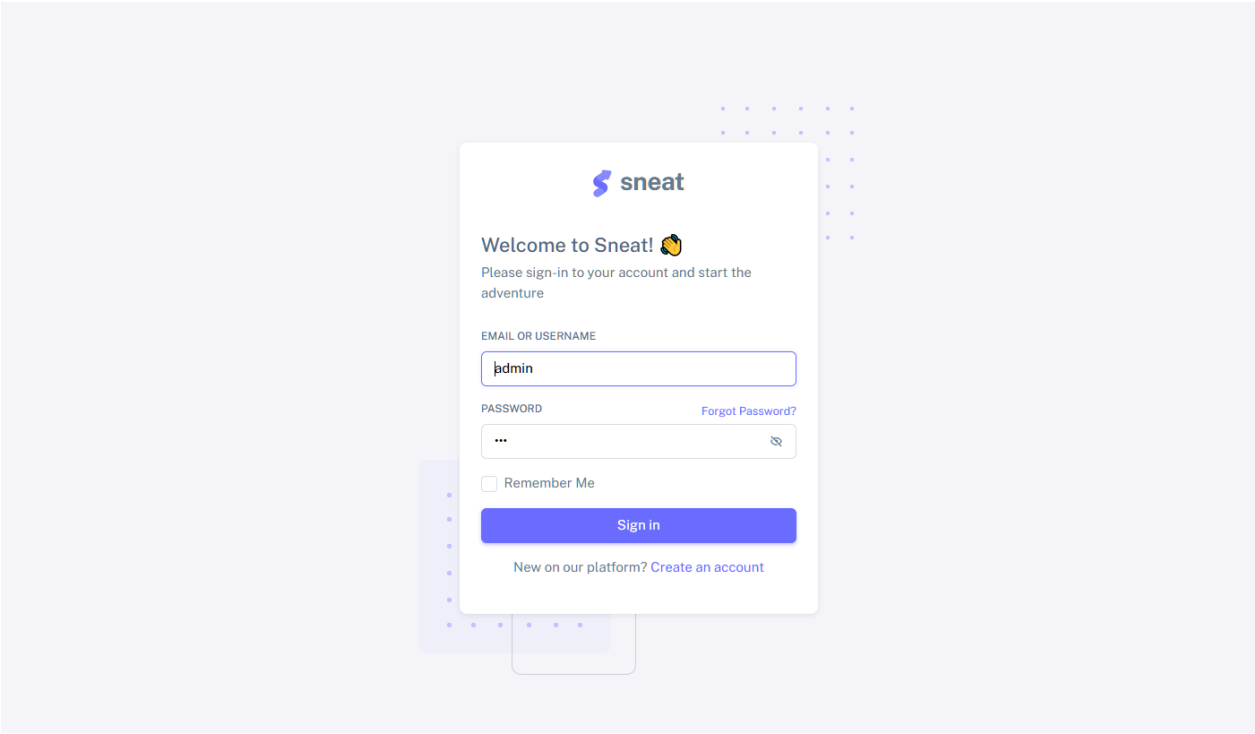 sneat
Welcome to Sneat! 👋
Please sign-in to your account and start the
adventure
EMAIL OR USERNAME
admin
PASSWORD
Forgot Password?
•••
Remember Me
Sign in
New on our platform? Create an account